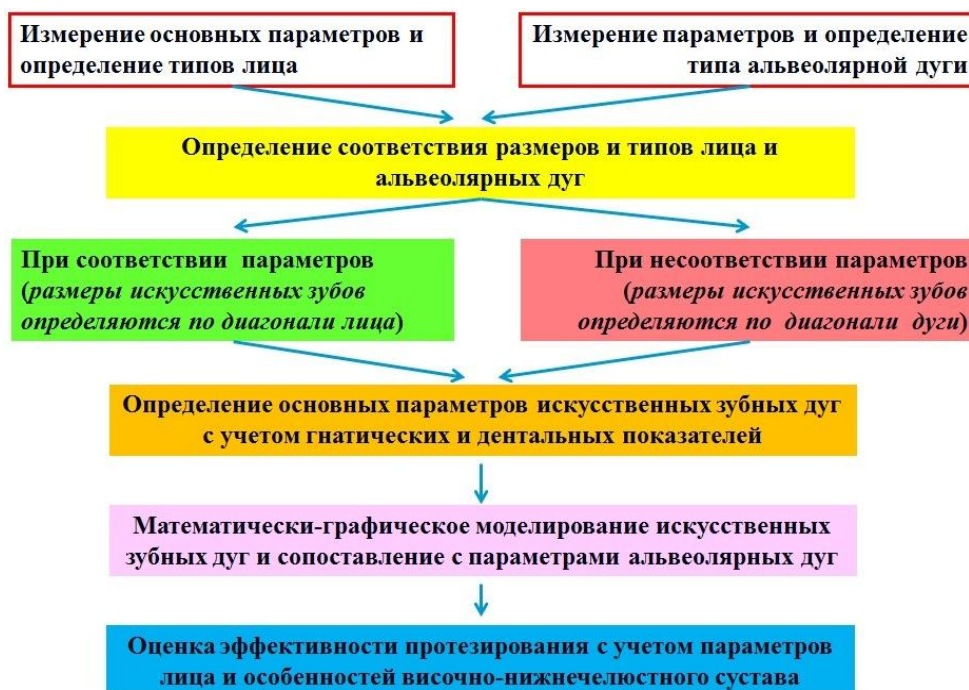 Измерение основных параметров и
определение типов лица
Измерение параметров и определение
типа альвеолярной дуги
Определение соответствия размеров и типов лица и
альвеолярных дуг
При соответствии параметров
(размеры искусственных зубов
определяются по диагонали лица)
При несоответствии параметров
(размеры искусственных зубов
определяются по диагонали дуги)
Определение основных параметров искусственных зубных дуг
с учетом гнатических и дентальных показателей
Математически-графическое моделирование искусственных
зубных дуг и сопоставление с параметрами альвеолярных дуг
Оценка эффективности протезирования с учетом параметров
лица и особенностей височно-нижнечелюстного сустава